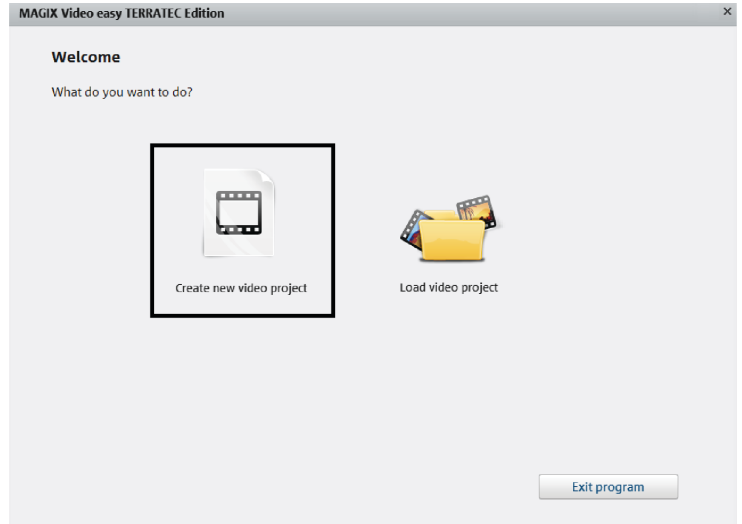 MAGIX Video easy TERRATEC Edition
Welcome
What do you want to do?
Create new video project
Load video project
Exit program